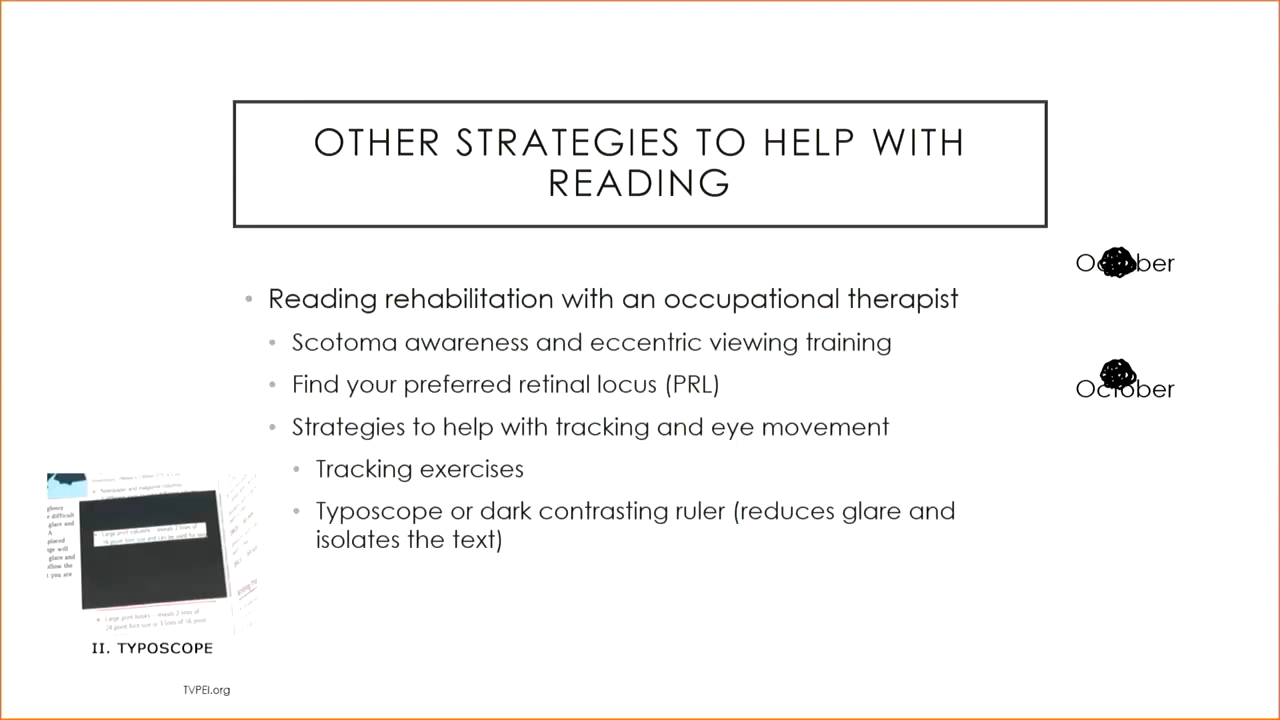 OTHER STRATEGIES TO HELP WITH
READING
October
• Reading rehabilitation with an occupational therapist
• Scotoma awareness and eccentric viewing training
• Find your preferred retinal locus (PRL)
October
• Strategies to help with tracking and eye movement
• Tracking exercises
• Typoscope or dark contrasting ruler (reduces glare and
isolates the text)
II. TYPOSCOPE
TVPEI.org